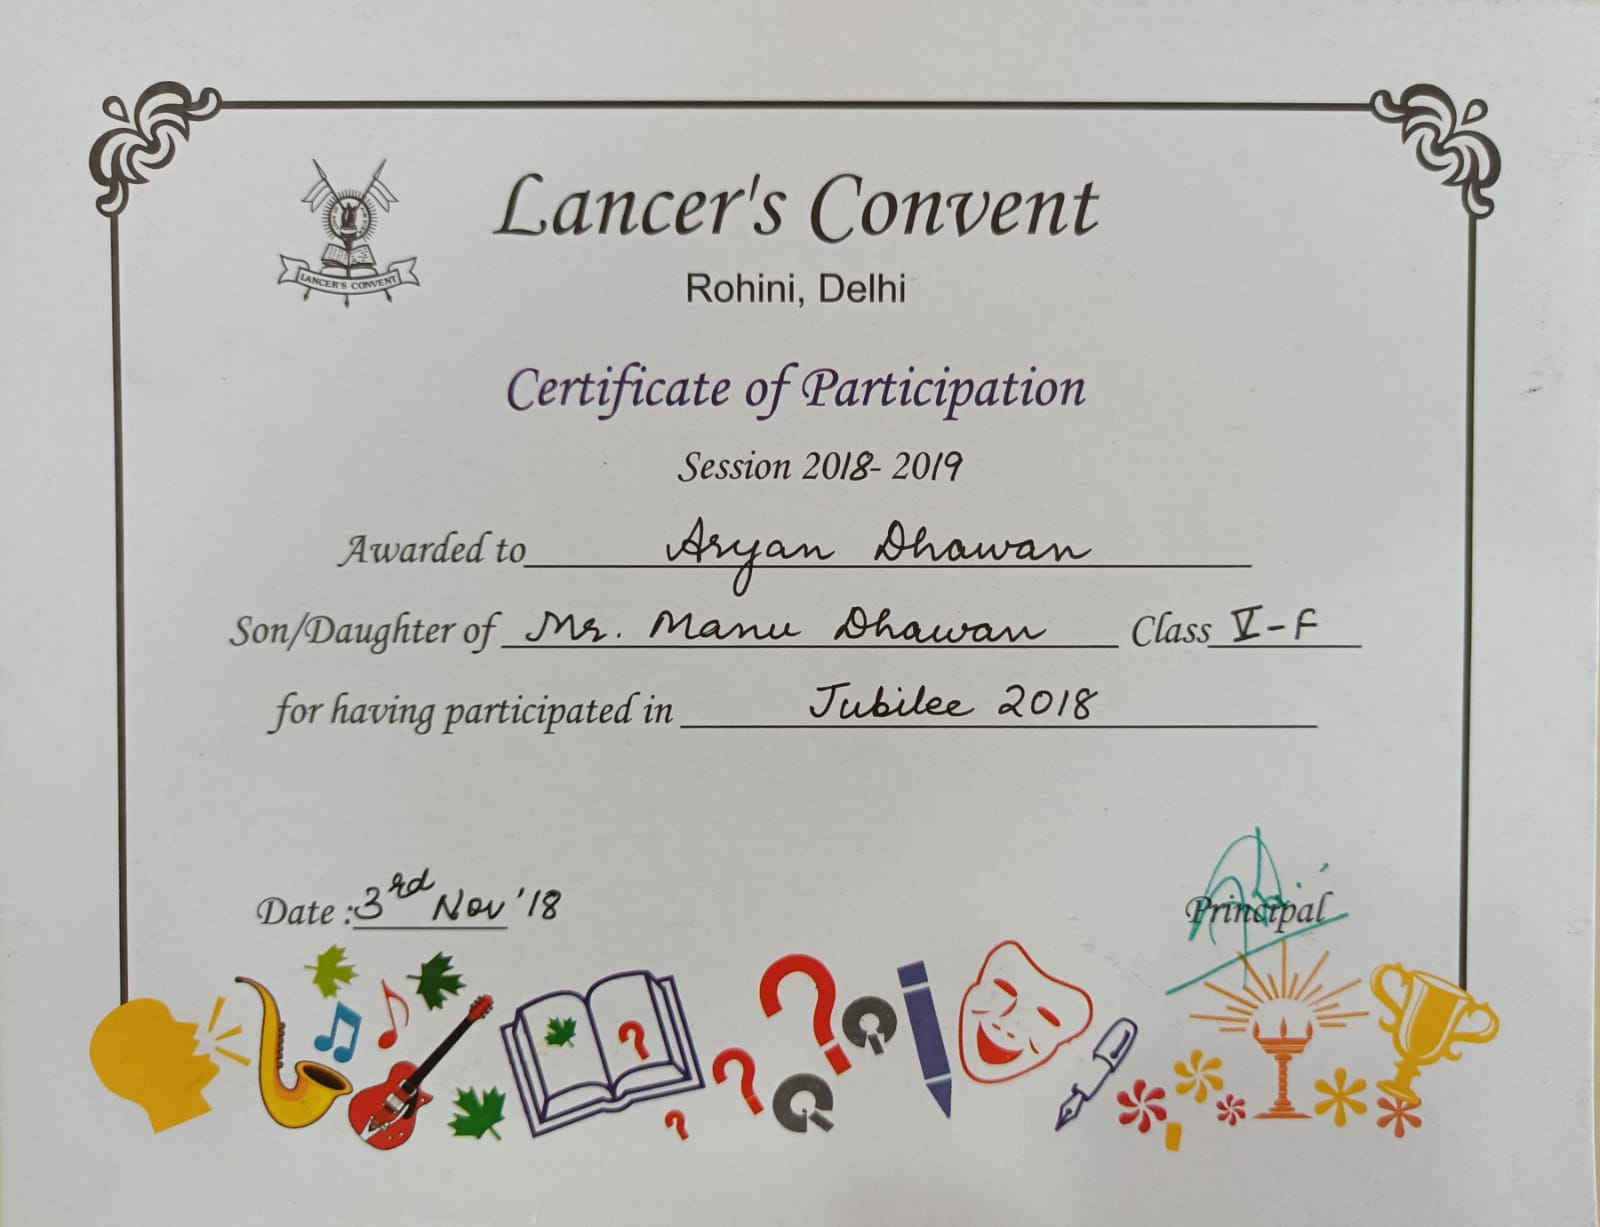 LANCER'S CONVENT
Lancer's Convent
Rohini, Delhi
Certificate of Participation
Session 2018-2019
Awarded to Aryan Dhawan
Son/Daughter of Mr. Manu Dhawan Class V-F
for having participated in Jubilee 2018
Date :3rd Nov '18
Principal